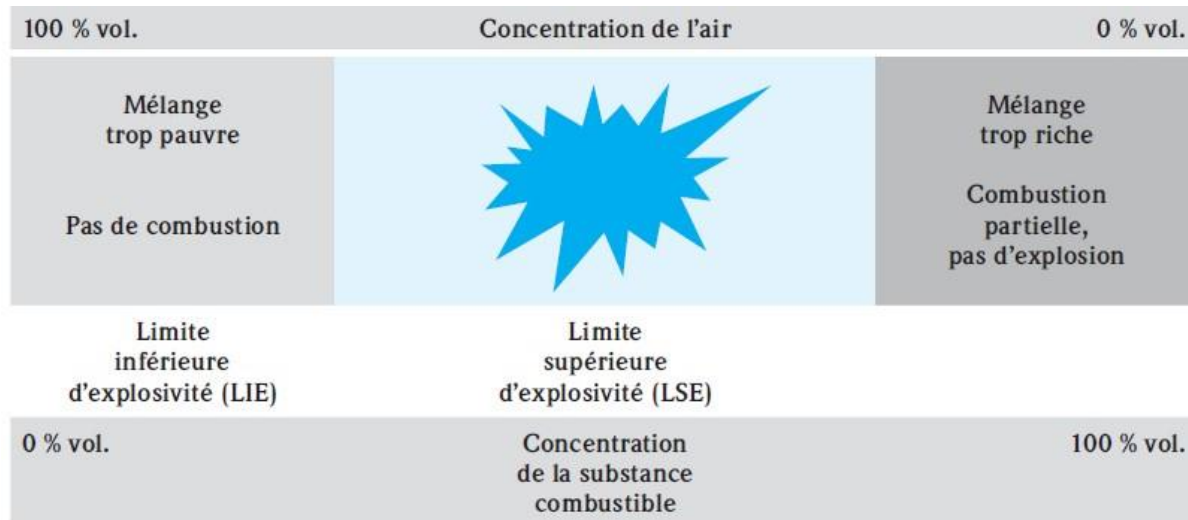 100 % vol.
Concentration de l'air
0 % vol.
Mélange
trop pauvre
Pas de combustion
Mélange
trop riche
Combustion
partielle,
pas d'explosion
Limite
inférieure
d'explosivité (LIE)
Limite
supérieure
d'explosivité (LSE)
0 % vol.
Concentration
de la substance
combustible
100 % vol.